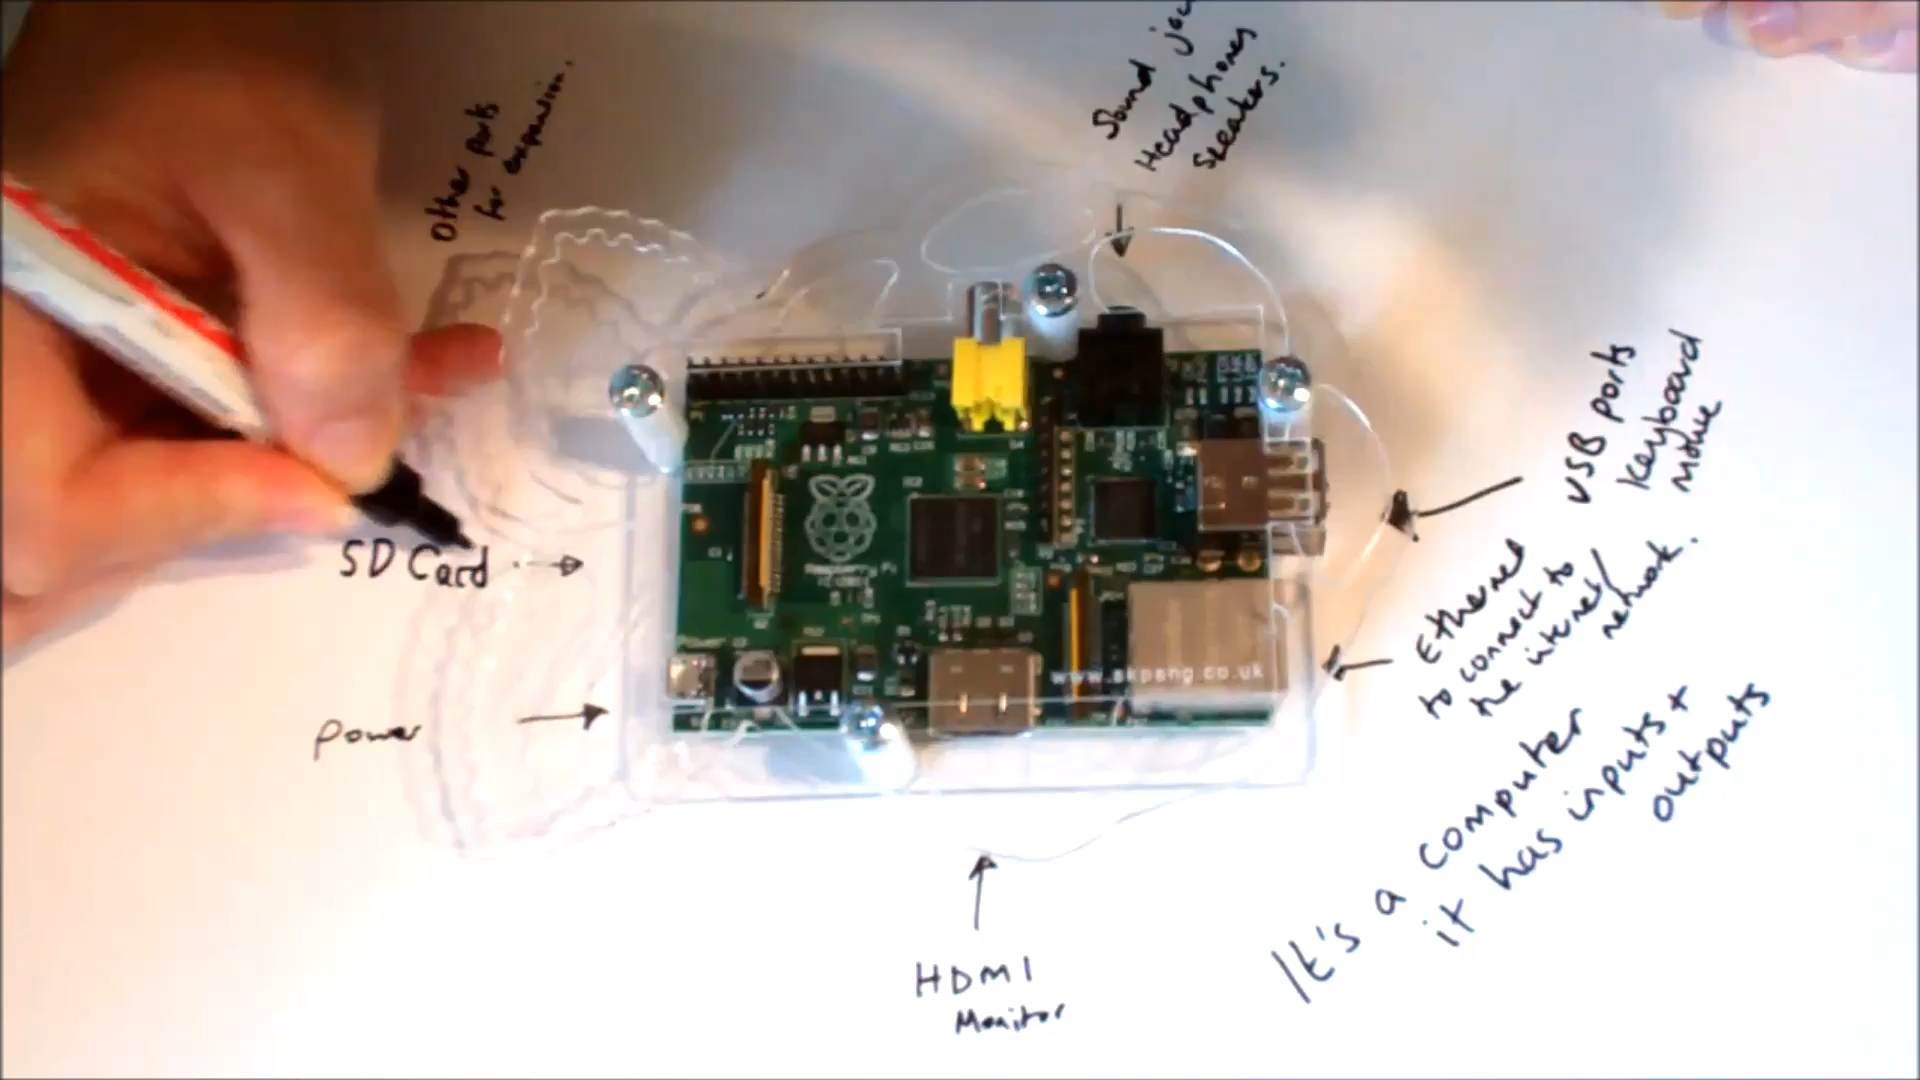 Other ports
for expansion.
Sound
Headphones
Speakers.
USB ports
Keyboard
mouse
Ethernet
to connect to
the internet/
network.
SD Card
Power
HDMI
Monitor
It's a computer
it has inputs +
outputs
Raspberry Pi
www.skpang.co.uk
Power